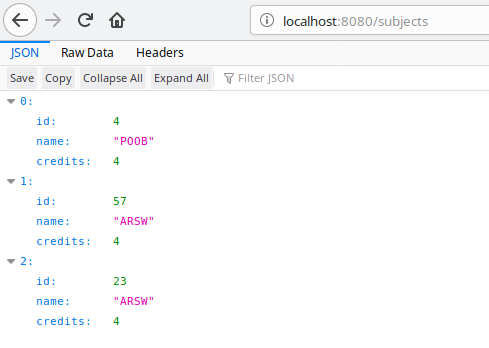 localhost:8080/subjects
JSON Raw Data Headers
Save Copy Collapse All Expand All Filter JSON
0:
id: 4
name: "POOB"
credits: 4
1:
id: 57
name: "ARSW"
credits: 4
2:
id: 23
name: "ARSW"
credits: 4